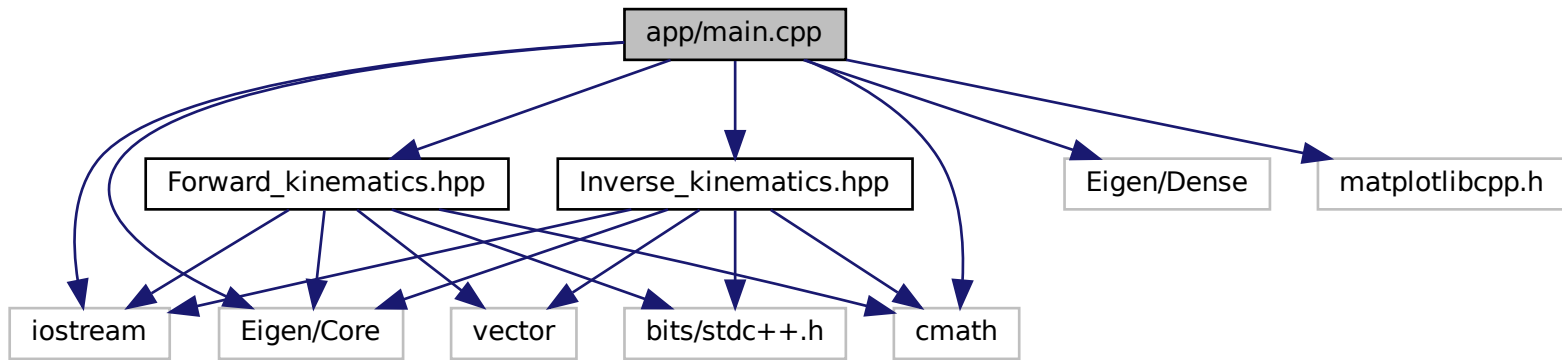 app/main.cpp
Forward_kinematics.hpp
Inverse_kinematics.hpp
Eigen/Dense
matplotlibcpp.h
iostream
Eigen/Core
vector
bits/stdc++.h
cmath